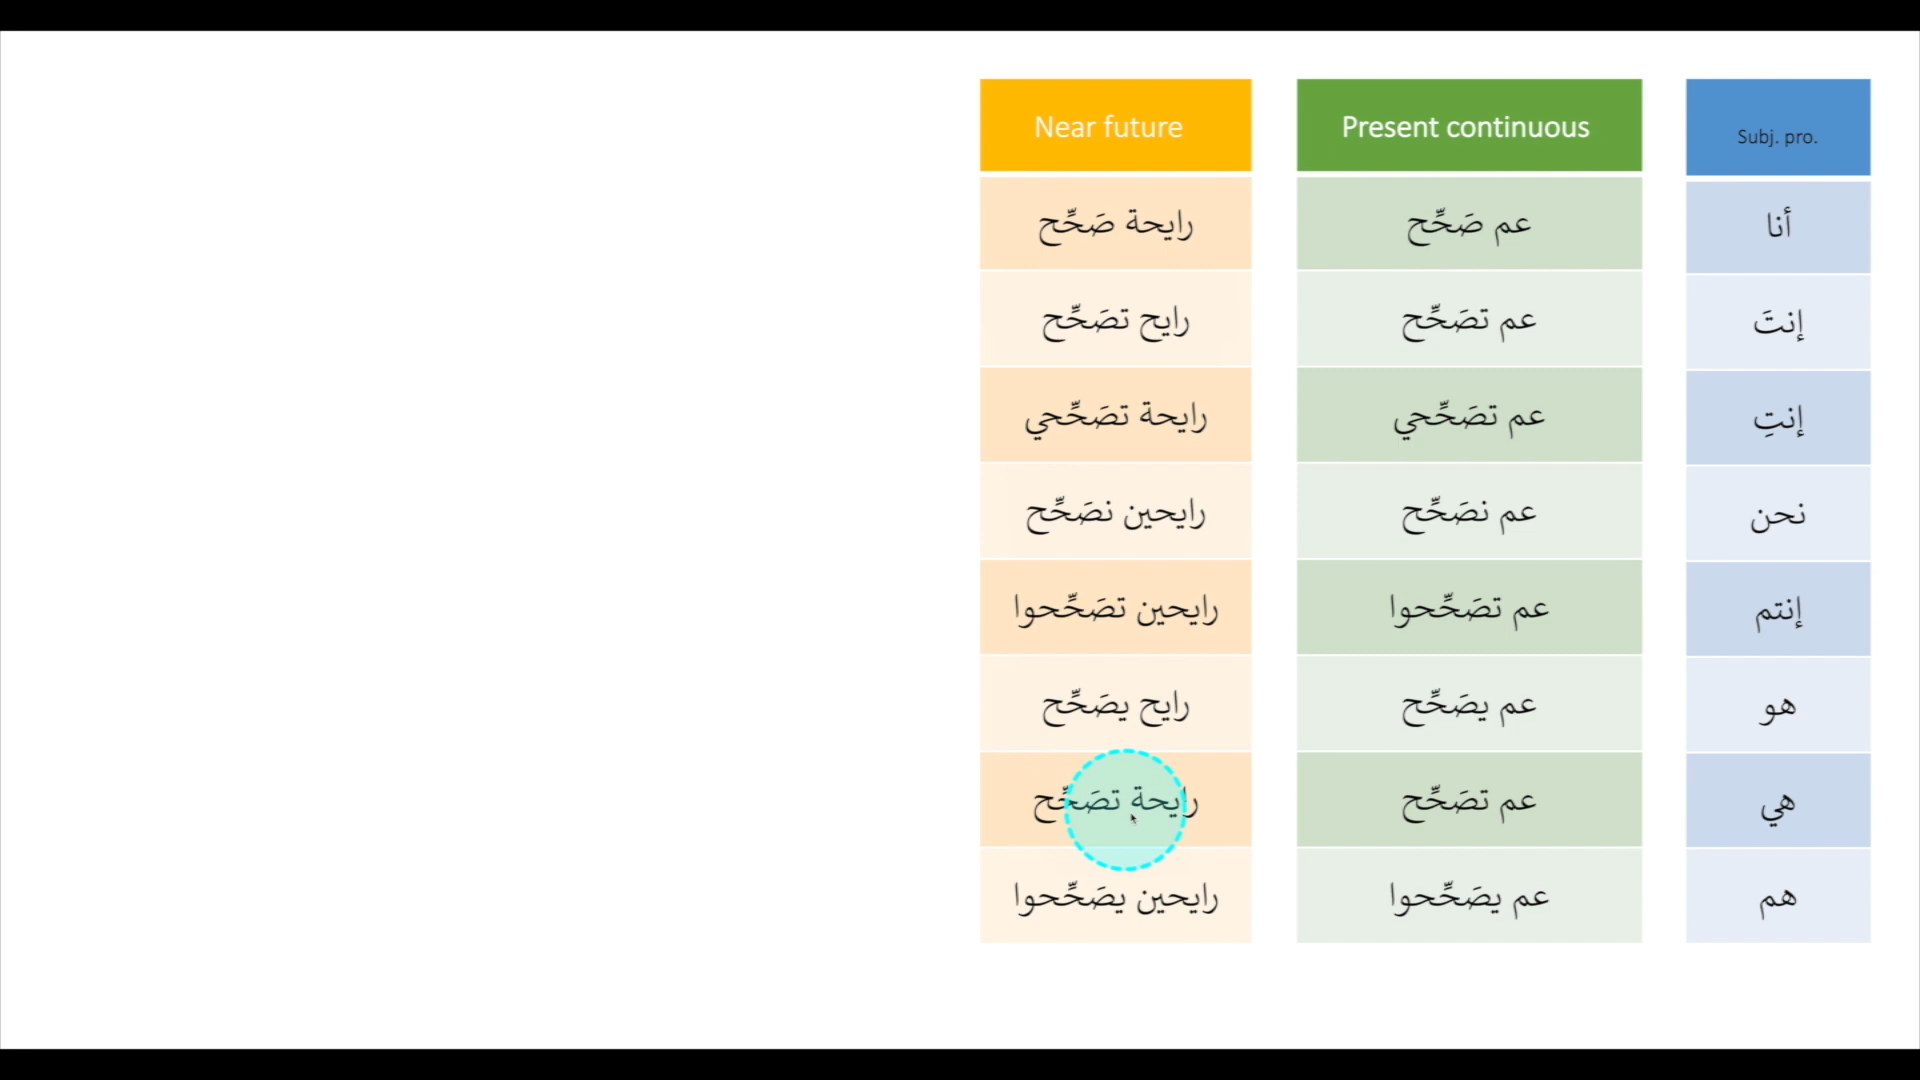 Subj. pro. Present continuous Near future
أنا عم صَحِّح رايحة صَحِّح
إنتَ عم تصَحِّح رايح تصَحِّح
إنتِ عم تصَحِّحي رايحة تصَحِّحي
نحن عم نصَحِّح رايحين نصَحِّح
إنتم عم تصَحِّحوا رايحين تصَحِّحوا
هو عم يصَحِّح رايح يصَحِّح
هي عم تصَحِّح رايحة تصَحِّح
هم عم يصَحِّحوا رايحين يصَحِّحوا